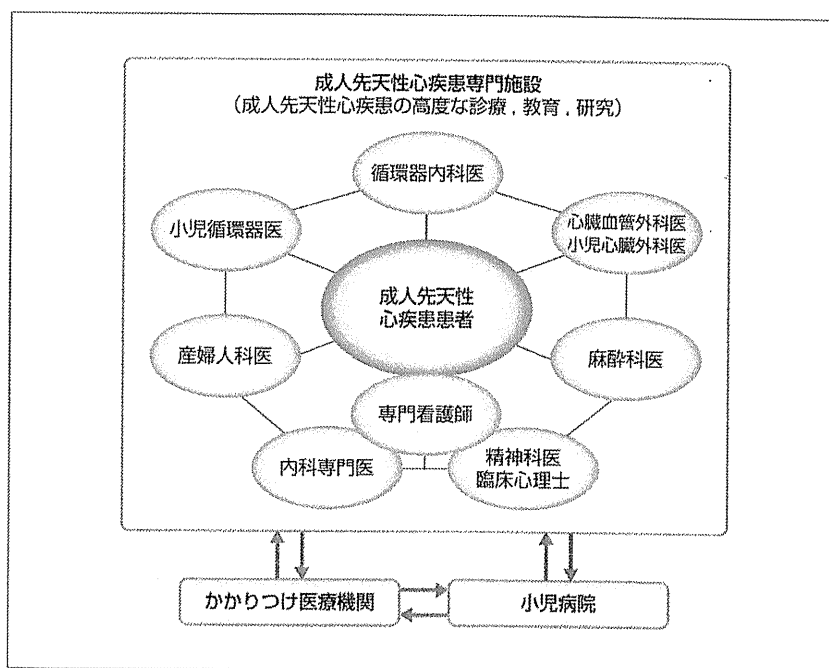 成人先天性心疾患専門施設
(成人先天性心疾患の高度な診療，教育，研究)
循環器内科医
小児循環器医
心臓血管外科医
小児心臓外科医
成人先天性
心疾患患者
産婦人科医
麻酔科医
専門看護師
内科専門医
精神科医
臨床心理士
かかりつけ医療機関
小児病院